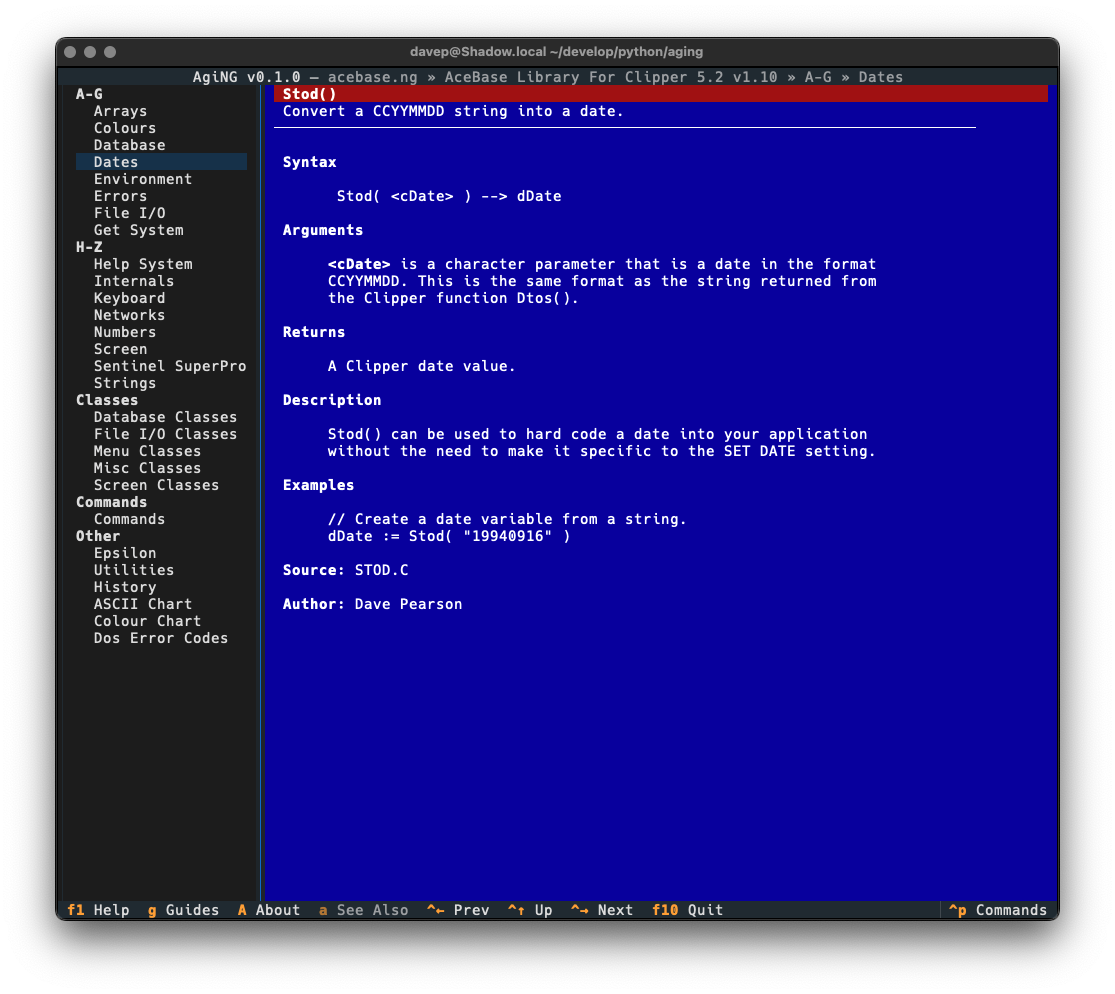 davep@Shadow.local ~/develop/python/aging
AgiNG v0.1.0 — acebase.ng » AceBase Library For Clipper 5.2 v1.10 » A-G » Dates
A-G
Arrays
Colours
Database
Dates
Environment
Errors
File I/O
Get System
H-Z
Help System
Internals
Keyboard
Networks
Numbers
Screen
Sentinel SuperPro
Strings
Classes
Database Classes
File I/O Classes
Menu Classes
Misc Classes
Screen Classes
Commands
Commands
Other
Epsilon
Utilities
History
ASCII Chart
Colour Chart
Dos Error Codes
Stod()
Convert a CCYYMMDD string into a date.
Syntax
Stod( <cDate> ) --> dDate
Arguments
<cDate> is a character parameter that is a date in the format
CCYYMMDD. This is the same format as the string returned from
the Clipper function Dtos().
Returns
A Clipper date value.
Description
Stod() can be used to hard code a date into your application
without the need to make it specific to the SET DATE setting.
Examples
// Create a date variable from a string.
dDate := Stod( "19940916" )
Source: STOD.C
Author: Dave Pearson
f1 Help g Guides A About a See Also ^← Prev ^↑ Up ^→ Next f10 Quit ^p Commands